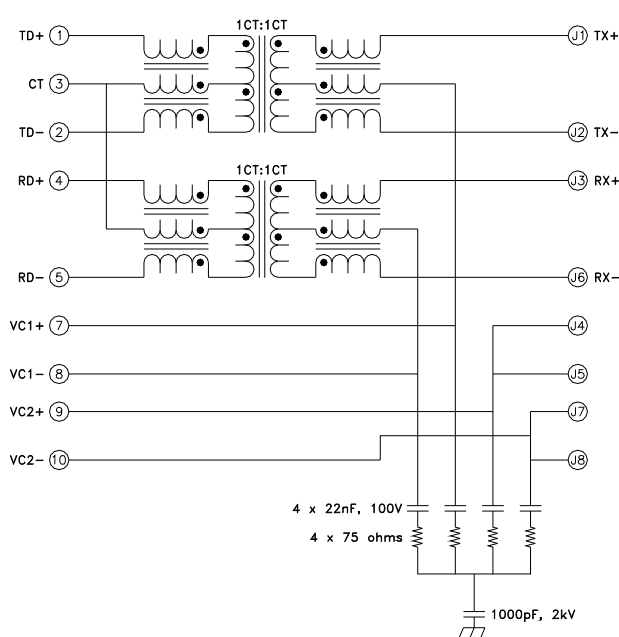 1CT:1CT
TD+ 1 J1 TX+
CT 3
TD- 2 J2 TX-
1CT:1CT
RD+ 4 J3 RX+
RD- 5 J6 RX-
VC1+ 7 J4
VC1- 8 J5
VC2+ 9 J7
VC2- 10 J8
4 x 22nF, 100V
4 x 75 ohms
1000pF, 2kV